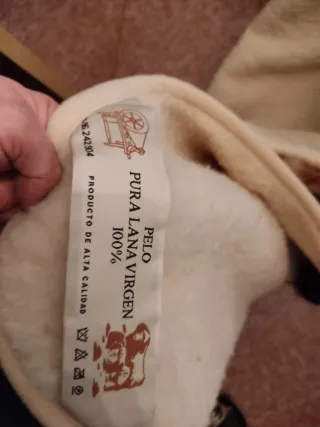 PELO
PURA LANA VIRGEN
100%
PRODUCTO DE ALTA CALIDAD